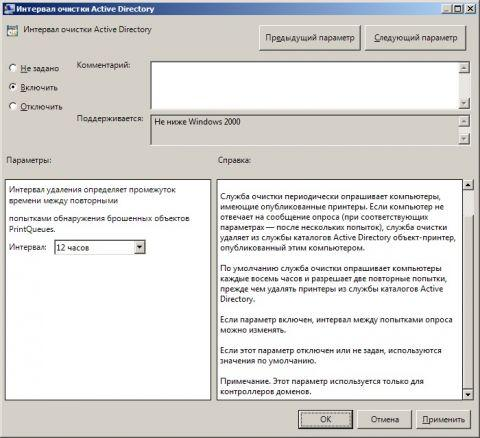 Интервал очистки Active Directory
Интервал очистки Active Directory
Предыдущий параметр
Следующий параметр
Не задано
Комментарий:
Включить
Отключить
Поддерживается:
Не ниже Windows 2000
Параметры:
Справка:
Интервал удаления определяет промежуток
времени между повторными
попытками обнаружения брошенных объектов
PrintQueues.
Интервал:
12 часов
Служба очистки периодически опрашивает компьютеры,
имеющие опубликованные принтеры. Если компьютер не
отвечает на сообщение опроса (при соответствующих
параметрах — после нескольких попыток), служба очистки
удаляет из службы каталогов Active Directory объект-принтер,
опубликованный этим компьютером.
По умолчанию служба очистки опрашивает компьютеры
каждые восемь часов и разрешает две повторные попытки,
прежде чем удалять принтеры из службы каталогов Active
Directory.
Если параметр включен, интервал между попытками опроса
можно изменять.
Если этот параметр отключен или не задан, используются
значения по умолчанию.
Примечание. Этот параметр используется только для
контроллеров доменов.
ОК
Отмена
Применить